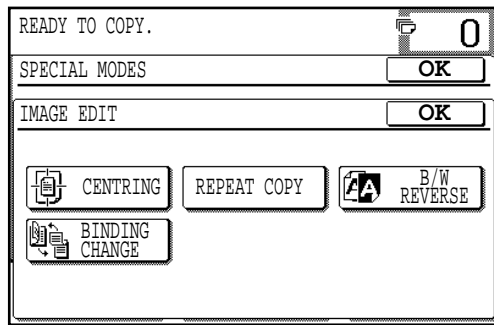 READY TO COPY.
0
SPECIAL MODES
OK
IMAGE EDIT
OK
CENTRING
REPEAT COPY
B/W
REVERSE
BINDING
CHANGE